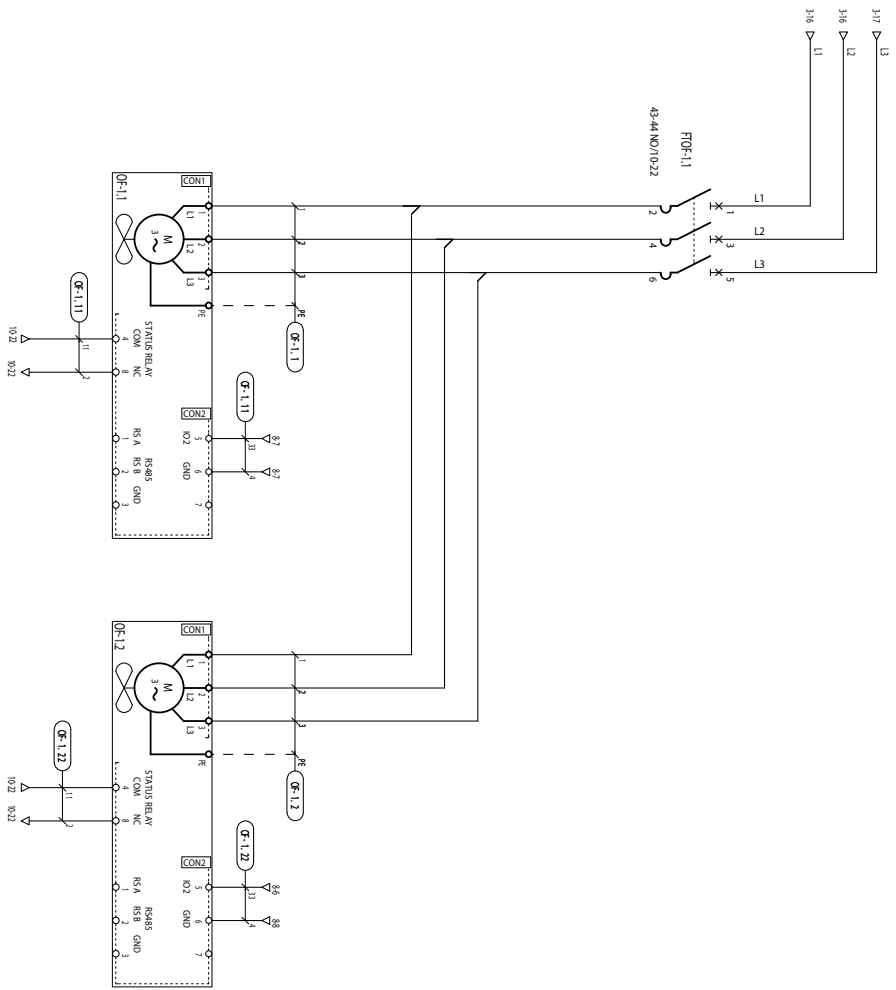 3-16
3-16
3-17
L1
L2
L3
FTOF-1.1
43-44 NO/10-22
L1
L2
L3
1
3
5
2
4
6
OF-1.1
CON1
1
2
3
PE
L1
L2
L3
M
3
~
1
2
3
PE
OF-1. 1
OF-1. 11
11
2
10-22
10-22
STATUS RELAY
COM
NC
4
8
CON2
IO2
GND
5
6
7
OF-1. 11
33
4
8-7
8-7
RS A
RS B
GND
RS485
1
2
3
OF-1.2
CON1
1
2
3
PE
L1
L2
L3
M
3
~
1
2
3
PE
OF-1. 2
OF-1. 22
11
2
10-22
10-22
STATUS RELAY
COM
NC
4
8
CON2
IO2
GND
5
6
7
OF-1. 22
33
4
8-6
8-8
RS A
RS B
GND
RS485
1
2
3